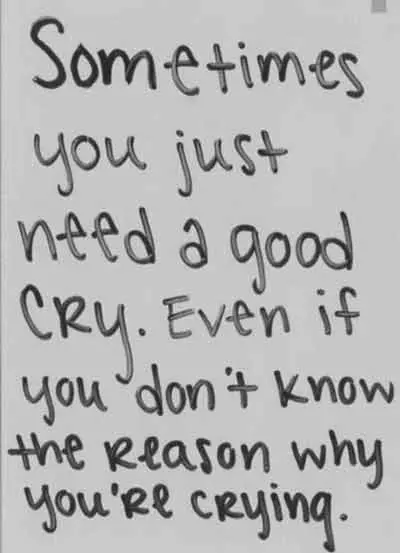 Sometimes
you just
need a good
cry. Even if
you don't know
the reason why
you're crying.